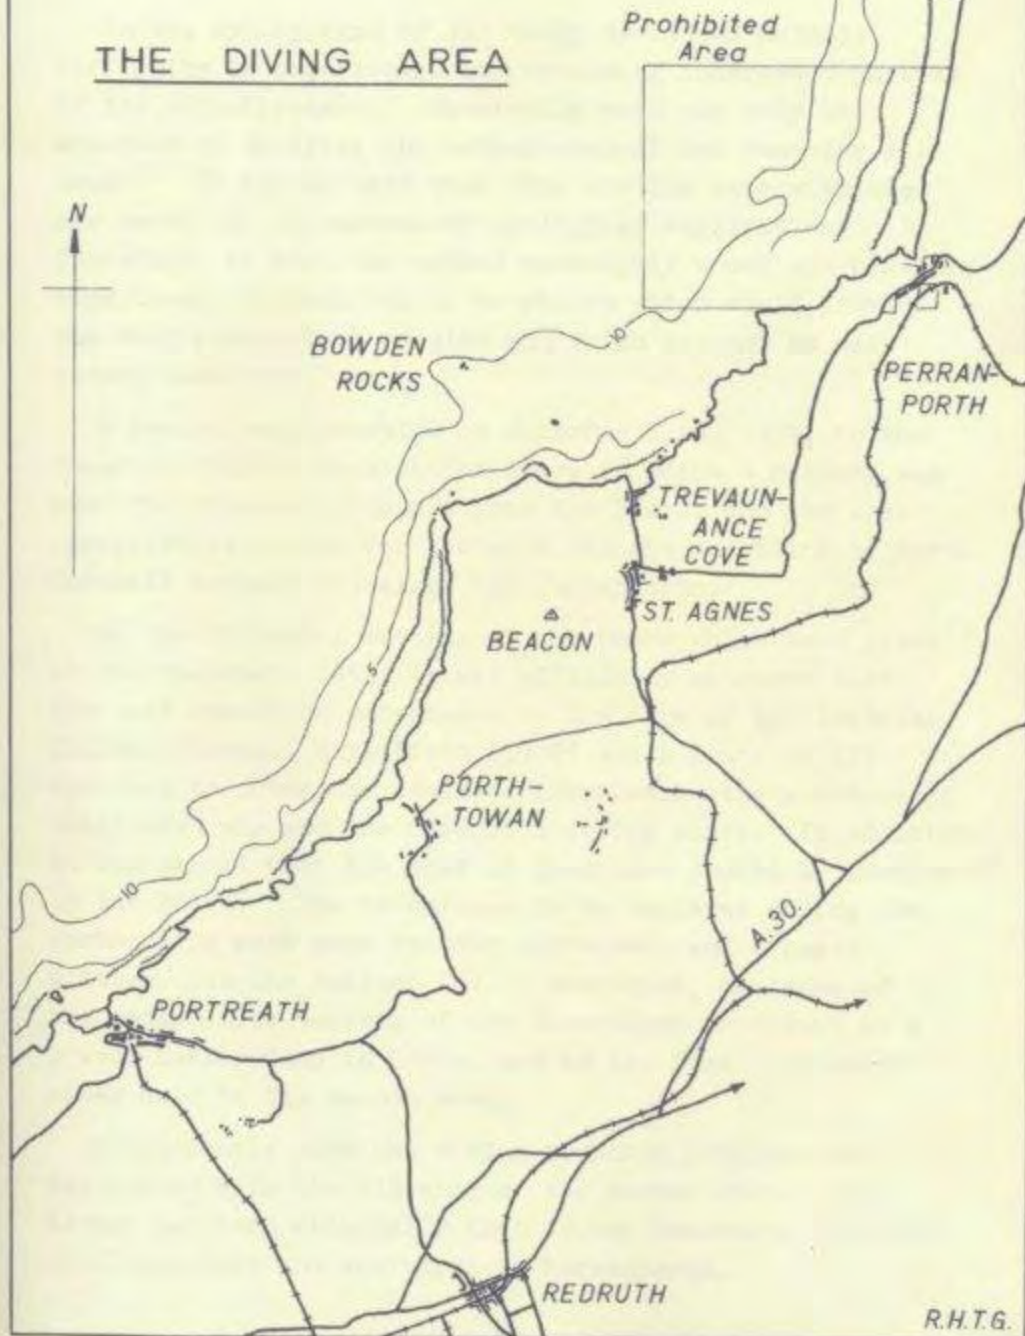 Prohibited
Area
THE DIVING AREA
N
10
BOWDEN
ROCKS
PERRAN-
PORTH
TREVAUN-
ANCE
COVE
ST. AGNES
BEACON
5
PORTH-
TOWAN
10
A.30.
PORTREATH
REDRUTH
R.H.T.G.